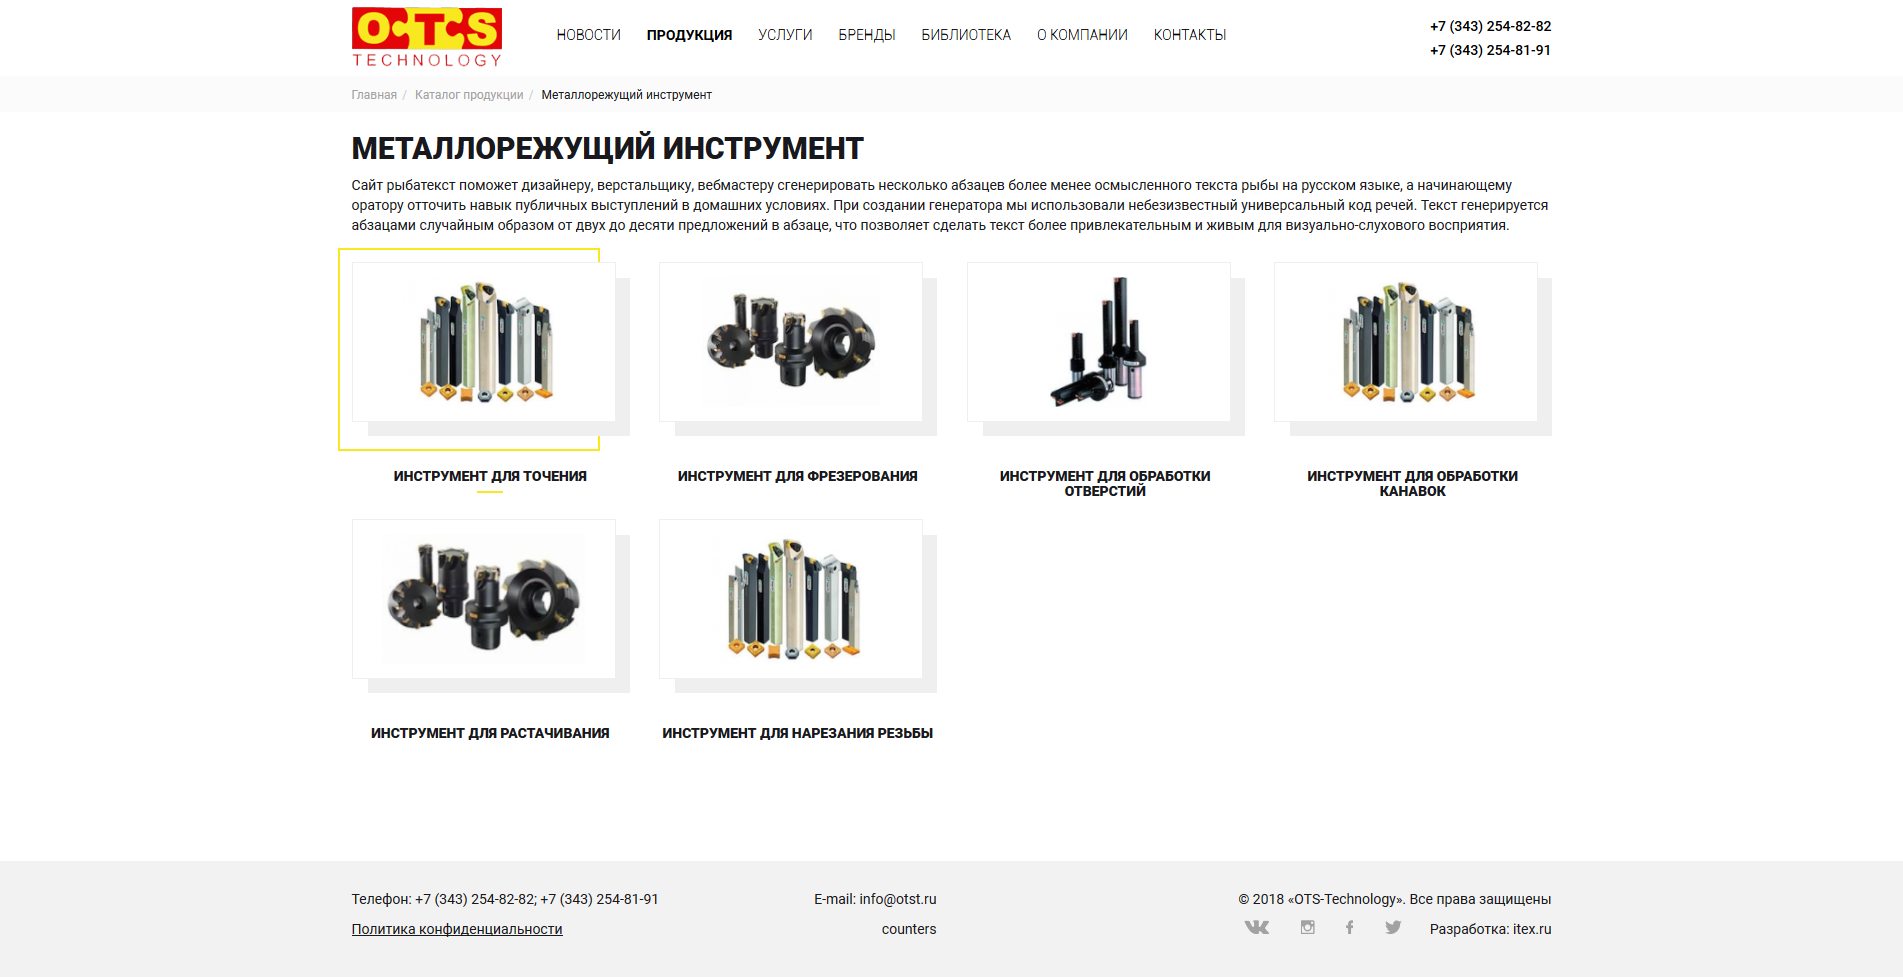 OTS
TECHNOLOGY
НОВОСТИ ПРОДУКЦИЯ УСЛУГИ БРЕНДЫ БИБЛИОТЕКА О КОМПАНИИ КОНТАКТЫ
+7 (343) 254-82-82
+7 (343) 254-81-91
Главная / Каталог продукции / Металлорежущий инструмент
МЕТАЛЛОРЕЖУЩИЙ ИНСТРУМЕНТ
Сайт рыбатекст поможет дизайнеру, верстальщику, вебмастеру сгенерировать несколько абзацев более менее осмысленного текста рыбы на русском языке, а начинающему
оратору отточить навык публичных выступлений в домашних условиях. При создании генератора мы использовали небезизвестный универсальный код речей. Текст генерируется
абзацами случайным образом от двух до десяти предложений в абзаце, что позволяет сделать текст более привлекательным и живым для визуально-слухового восприятия.
ИНСТРУМЕНТ ДЛЯ ТОЧЕНИЯ
ИНСТРУМЕНТ ДЛЯ ФРЕЗЕРОВАНИЯ
ИНСТРУМЕНТ ДЛЯ ОБРАБОТКИ
ОТВЕРСТИЙ
ИНСТРУМЕНТ ДЛЯ ОБРАБОТКИ
КАНАВОК
ИНСТРУМЕНТ ДЛЯ РАСТАЧИВАНИЯ
ИНСТРУМЕНТ ДЛЯ НАРЕЗАНИЯ РЕЗЬБЫ
Телефон: +7 (343) 254-82-82; +7 (343) 254-81-91
Политика конфиденциальности
E-mail: info@otst.ru
counters
© 2018 «OTS-Technology». Все права защищены
Разработка: itex.ru